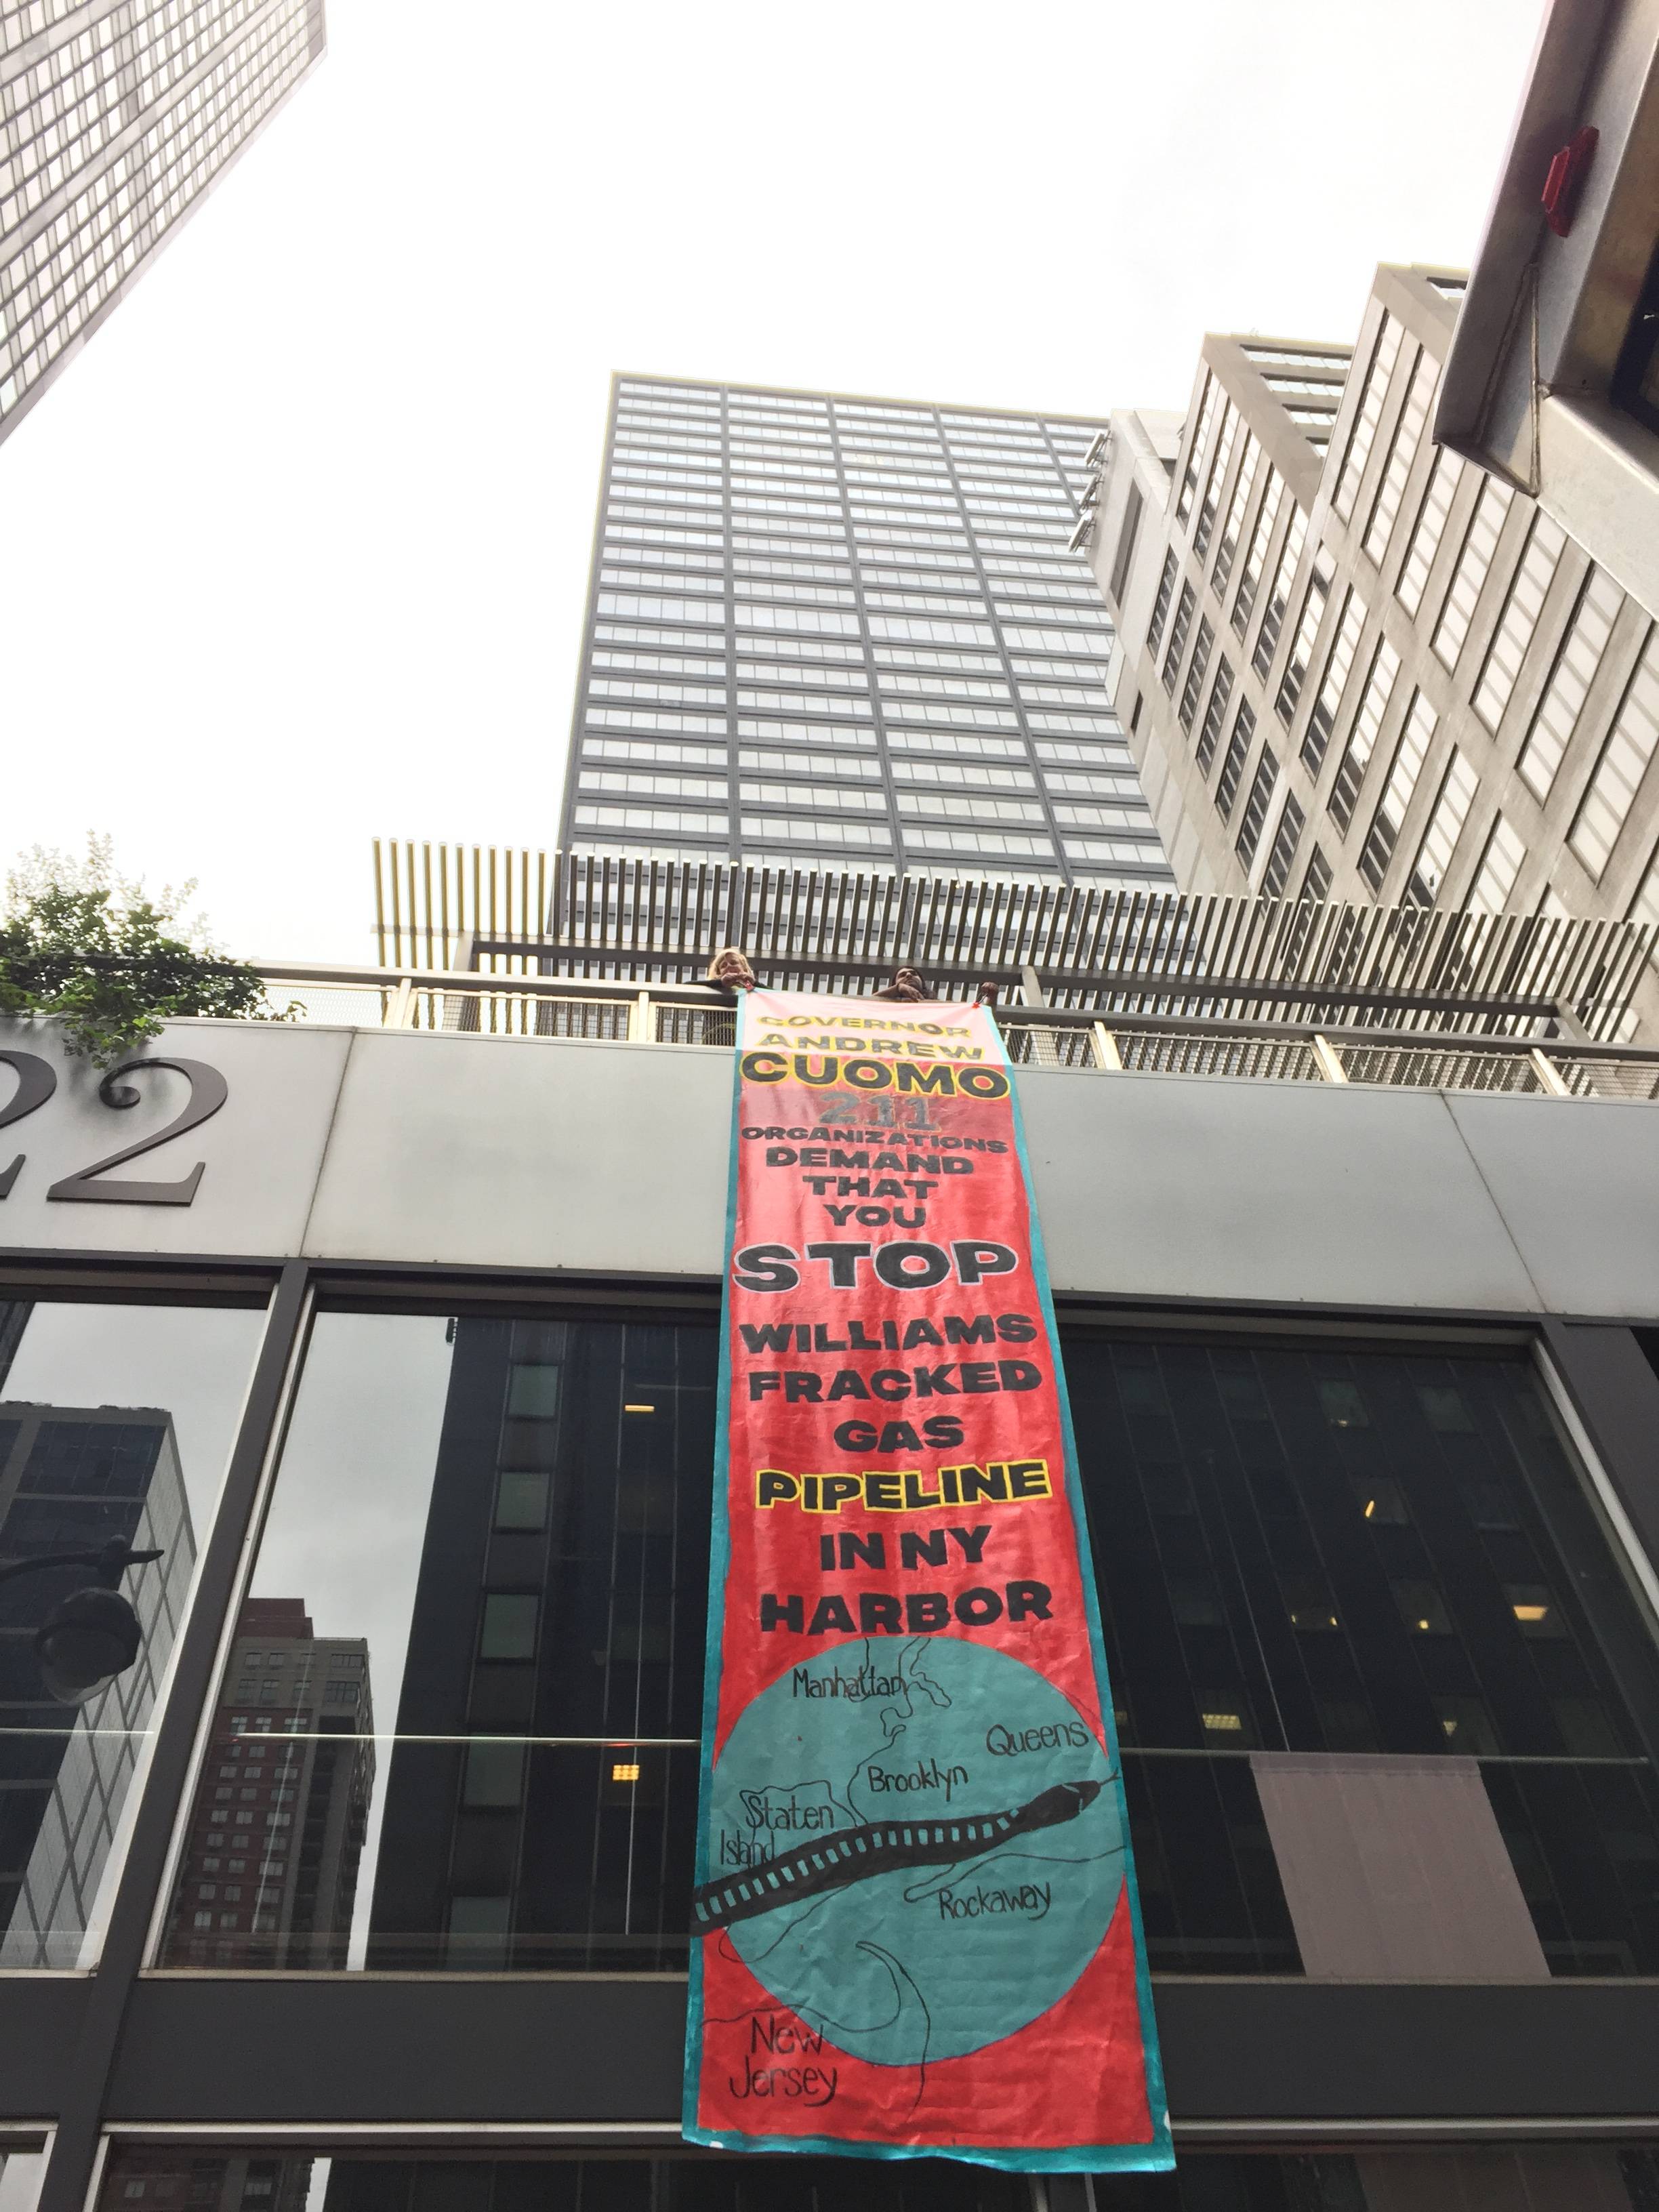 22
GOVERNOR
ANDREW
CUOMO
211
ORGANIZATIONS
DEMAND
THAT
YOU
STOP
WILLIAMS
FRACKED
GAS
PIPELINE
IN NY
HARBOR
Manhattan
Queens
Brooklyn
Staten
Island
Rockaway
New
Jersey